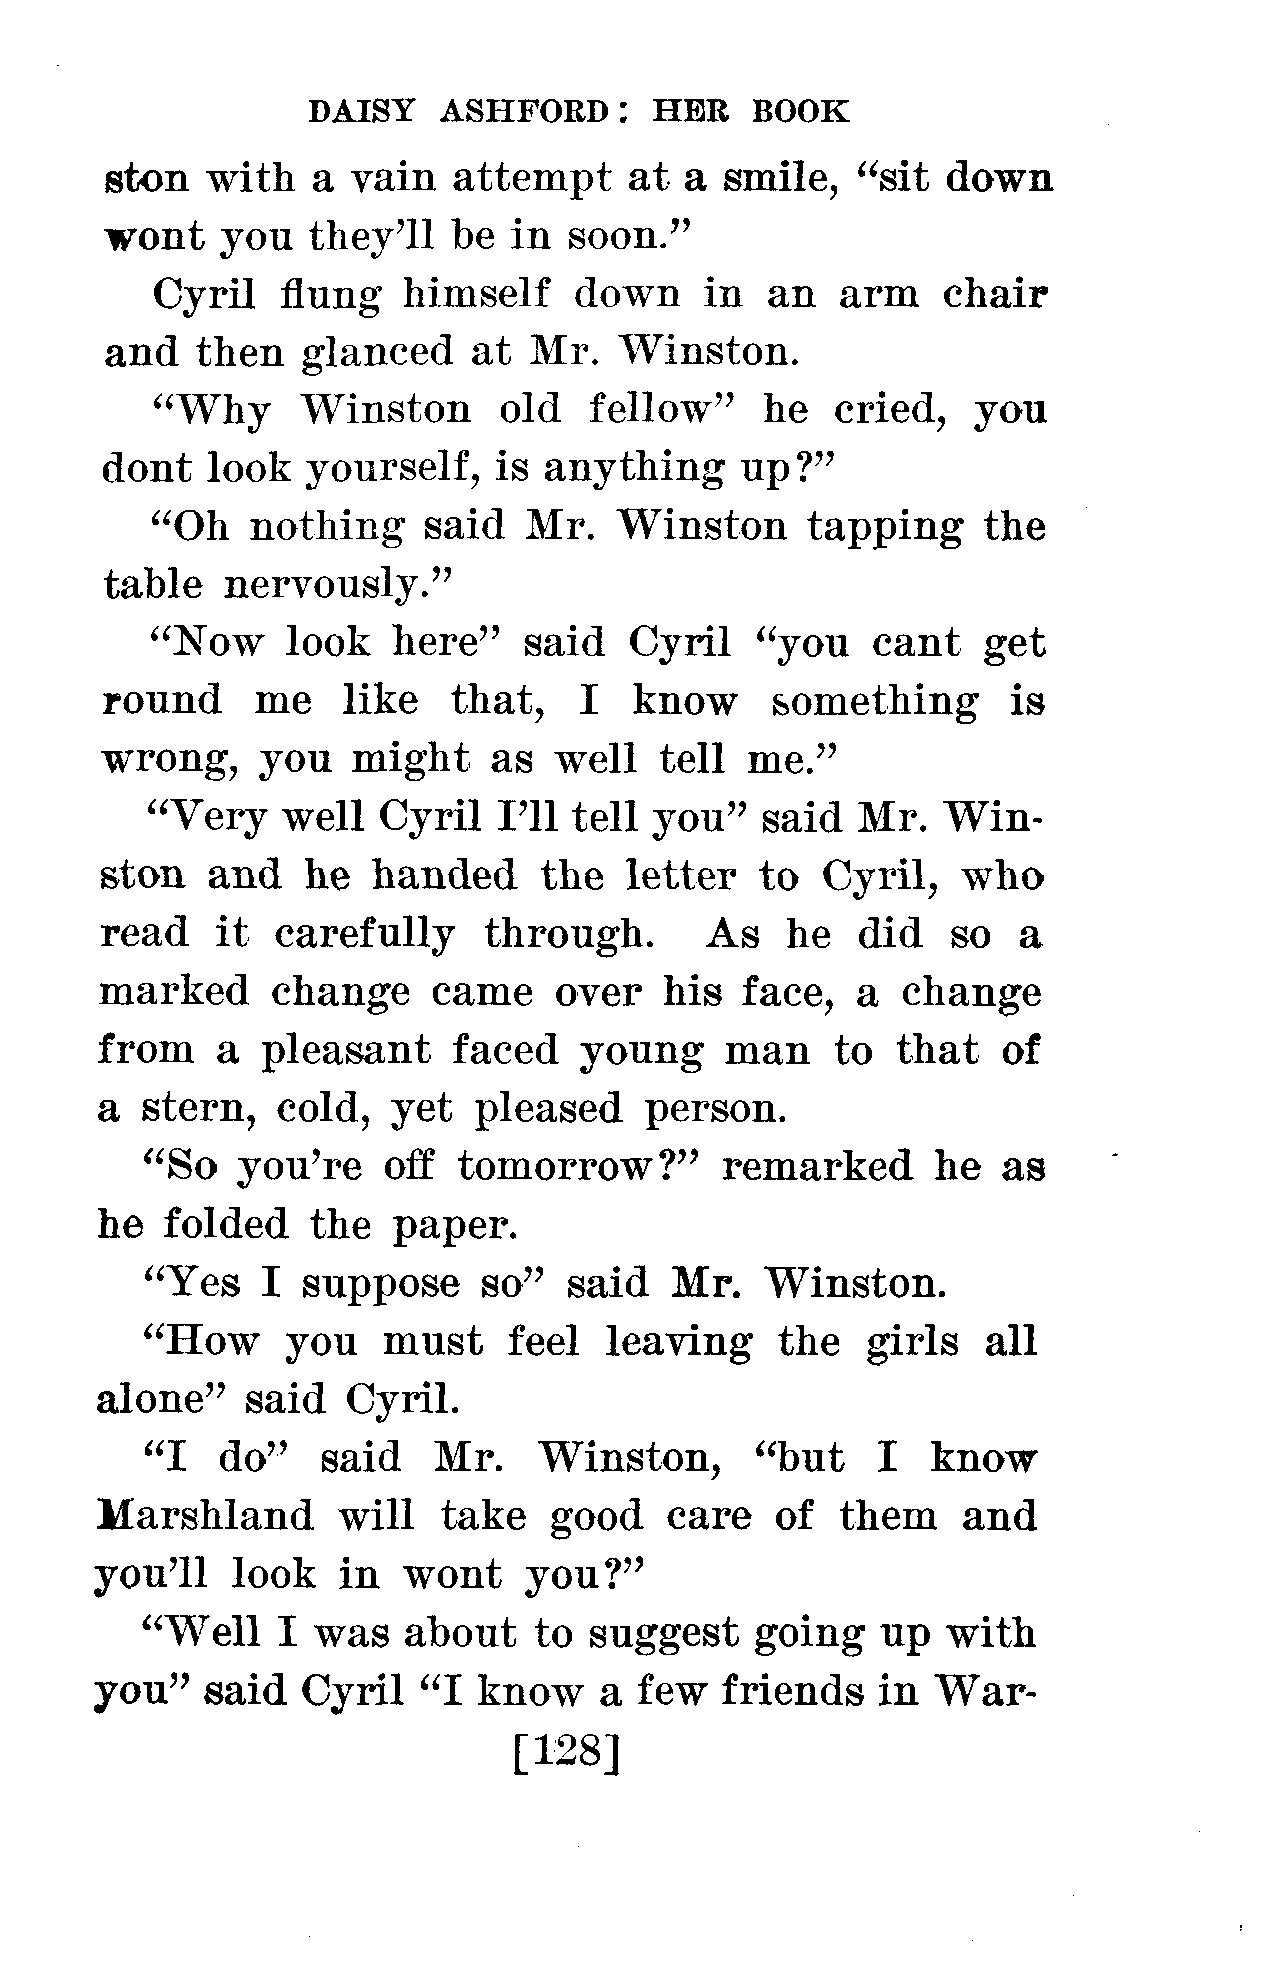 DAISY ASHFORD: HER BOOK
ston with a vain attempt at a smile, “sit down
wont you they’ll be in soon.”
Cyril flung himself down in an arm chair
and then glanced at Mr. Winston.
“Why Winston old fellow” he cried, you
dont look yourself, is anything up?”
“Oh nothing said Mr. Winston tapping the
table nervously.”
“Now look here” said Cyril “you cant get
round me like that, I know something is
wrong, you might as well tell me.”
“Very well Cyril I’ll tell you” said Mr. Win-
ston and he handed the letter to Cyril, who
read it carefully through. As he did so a
marked change came over his face, a change
from a pleasant faced young man to that of
a stern, cold, yet pleased person.
“So you’re off tomorrow?” remarked he as
he folded the paper.
“Yes I suppose so” said Mr. Winston.
“How you must feel leaving the girls all
alone” said Cyril.
“I do” said Mr. Winston, “but I know
Marshland will take good care of them and
you’ll look in wont you?”
“Well I was about to suggest going up with
you” said Cyril “I know a few friends in War-
[128]